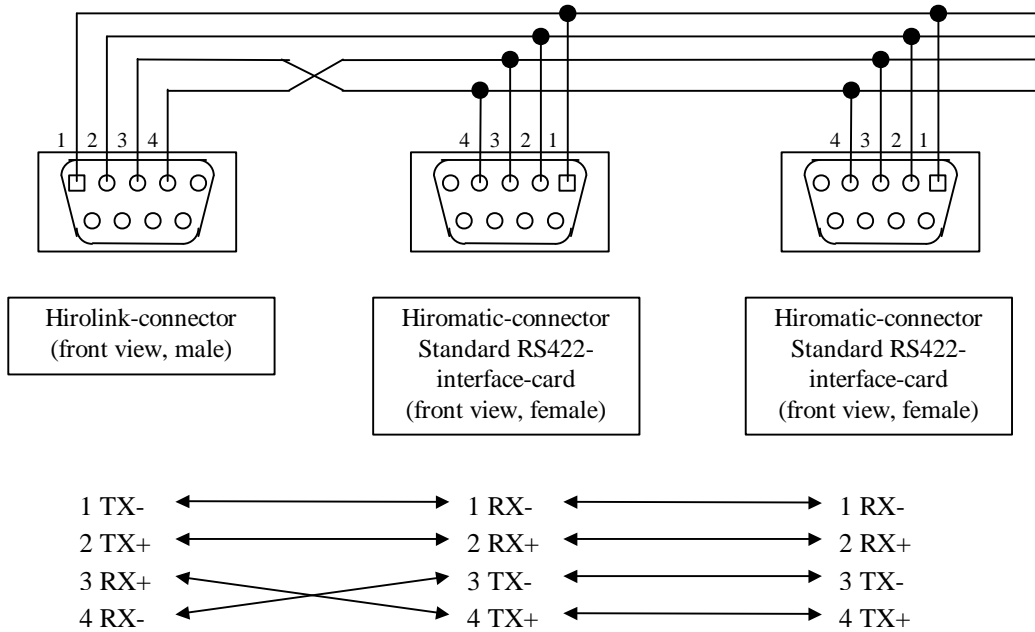 1 2 3 4
4 3 2 1
4 3 2 1
Hirolink-connector
(front view, male)
Hiromatic-connector
Standard RS422-
interface-card
(front view, female)
Hiromatic-connector
Standard RS422-
interface-card
(front view, female)
1 TX- 1 RX- 1 RX-
2 TX+ 2 RX+ 2 RX+
3 RX+ 3 TX- 3 TX-
4 RX- 4 TX+ 4 TX+